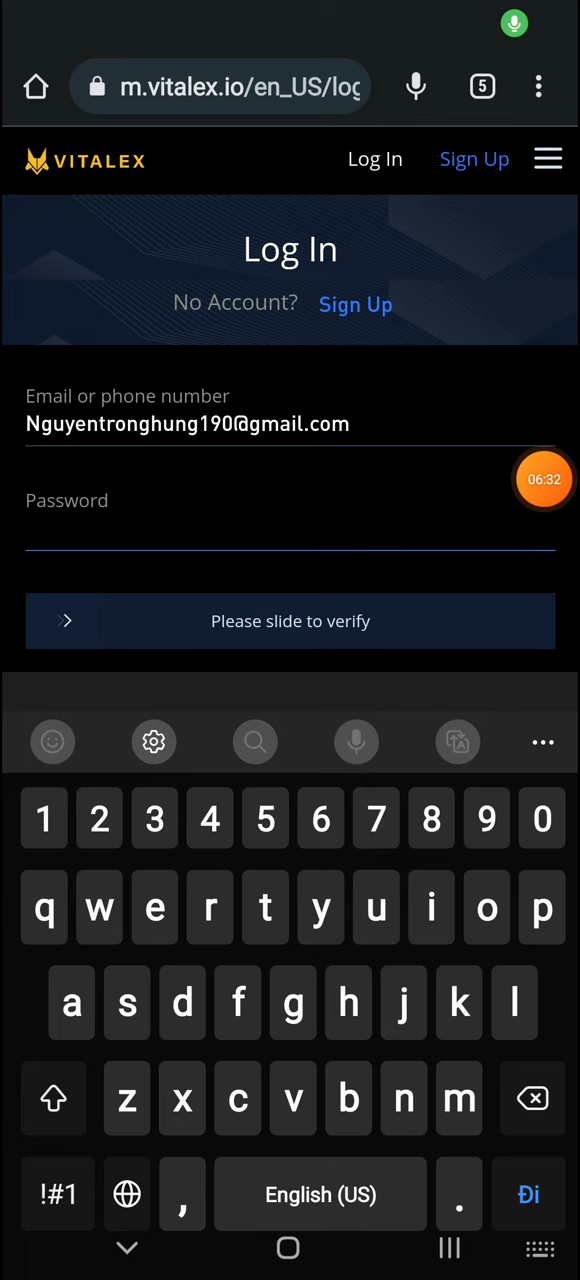 m.vitalex.io/en_US/log
5
VITALEX
Log In
Sign Up
Log In
No Account? Sign Up
Email or phone number
Nguyentronghung190@gmail.com
06:32
Password
Please slide to verify
1 2 3 4 5 6 7 8 9 0
q w e r t y u i o p
a s d f g h j k l
z x c v b n m
!#1 , English (US) . Đi